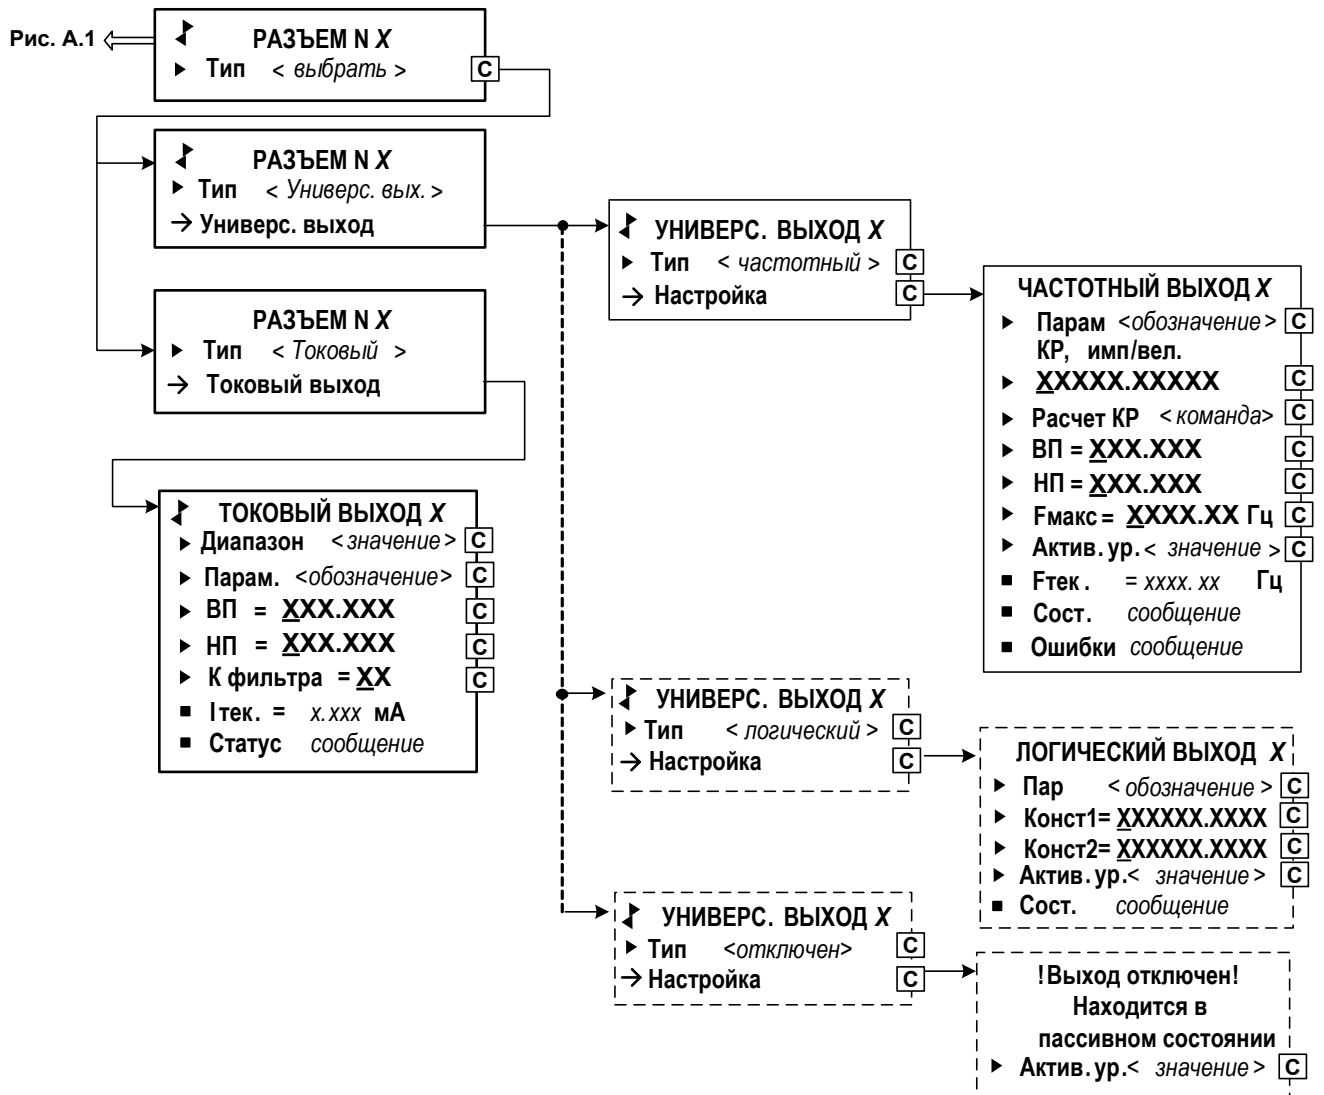 Рис. А.1
РАЗЪЕМ N X
Тип < выбрать > С
РАЗЪЕМ N X
Тип < Универс. вых. >
Универс. выход
РАЗЪЕМ N X
Тип < Токовый >
Токовый выход
ТОКОВЫЙ ВЫХОД X
Диапазон <значение> С
Парам. <обозначение> С
ВП = XXX.XXX С
НП = XXX.XXX С
К фильтра = XX С
Iтек. = x.xxx мА
Статус сообщение
УНИВЕРС. ВЫХОД X
Тип < частотный > С
Настройка С
ЧАСТОТНЫЙ ВЫХОД X
Парам <обозначение> С
КР, имп/вел.
XXXXX.XXXXX С
Расчет КР <команда> С
ВП = XXX.XXX С
НП = XXX.XXX С
Fмакс = XXXX.XX Гц С
Актив.ур.< значение > С
Fтек. = xxxx.xx Гц
Сост. сообщение
Ошибки сообщение
УНИВЕРС. ВЫХОД X
Тип < логический > С
Настройка С
ЛОГИЧЕСКИЙ ВЫХОД X
Пар < обозначение > С
Конст1= XXXXXX.XXXX С
Конст2= XXXXXX.XXXX С
Актив.ур.< значение > С
Сост. сообщение
УНИВЕРС. ВЫХОД X
Тип <отключен> С
Настройка С
!Выход отключен!
Находится в
пассивном состоянии
Актив.ур.< значение > С